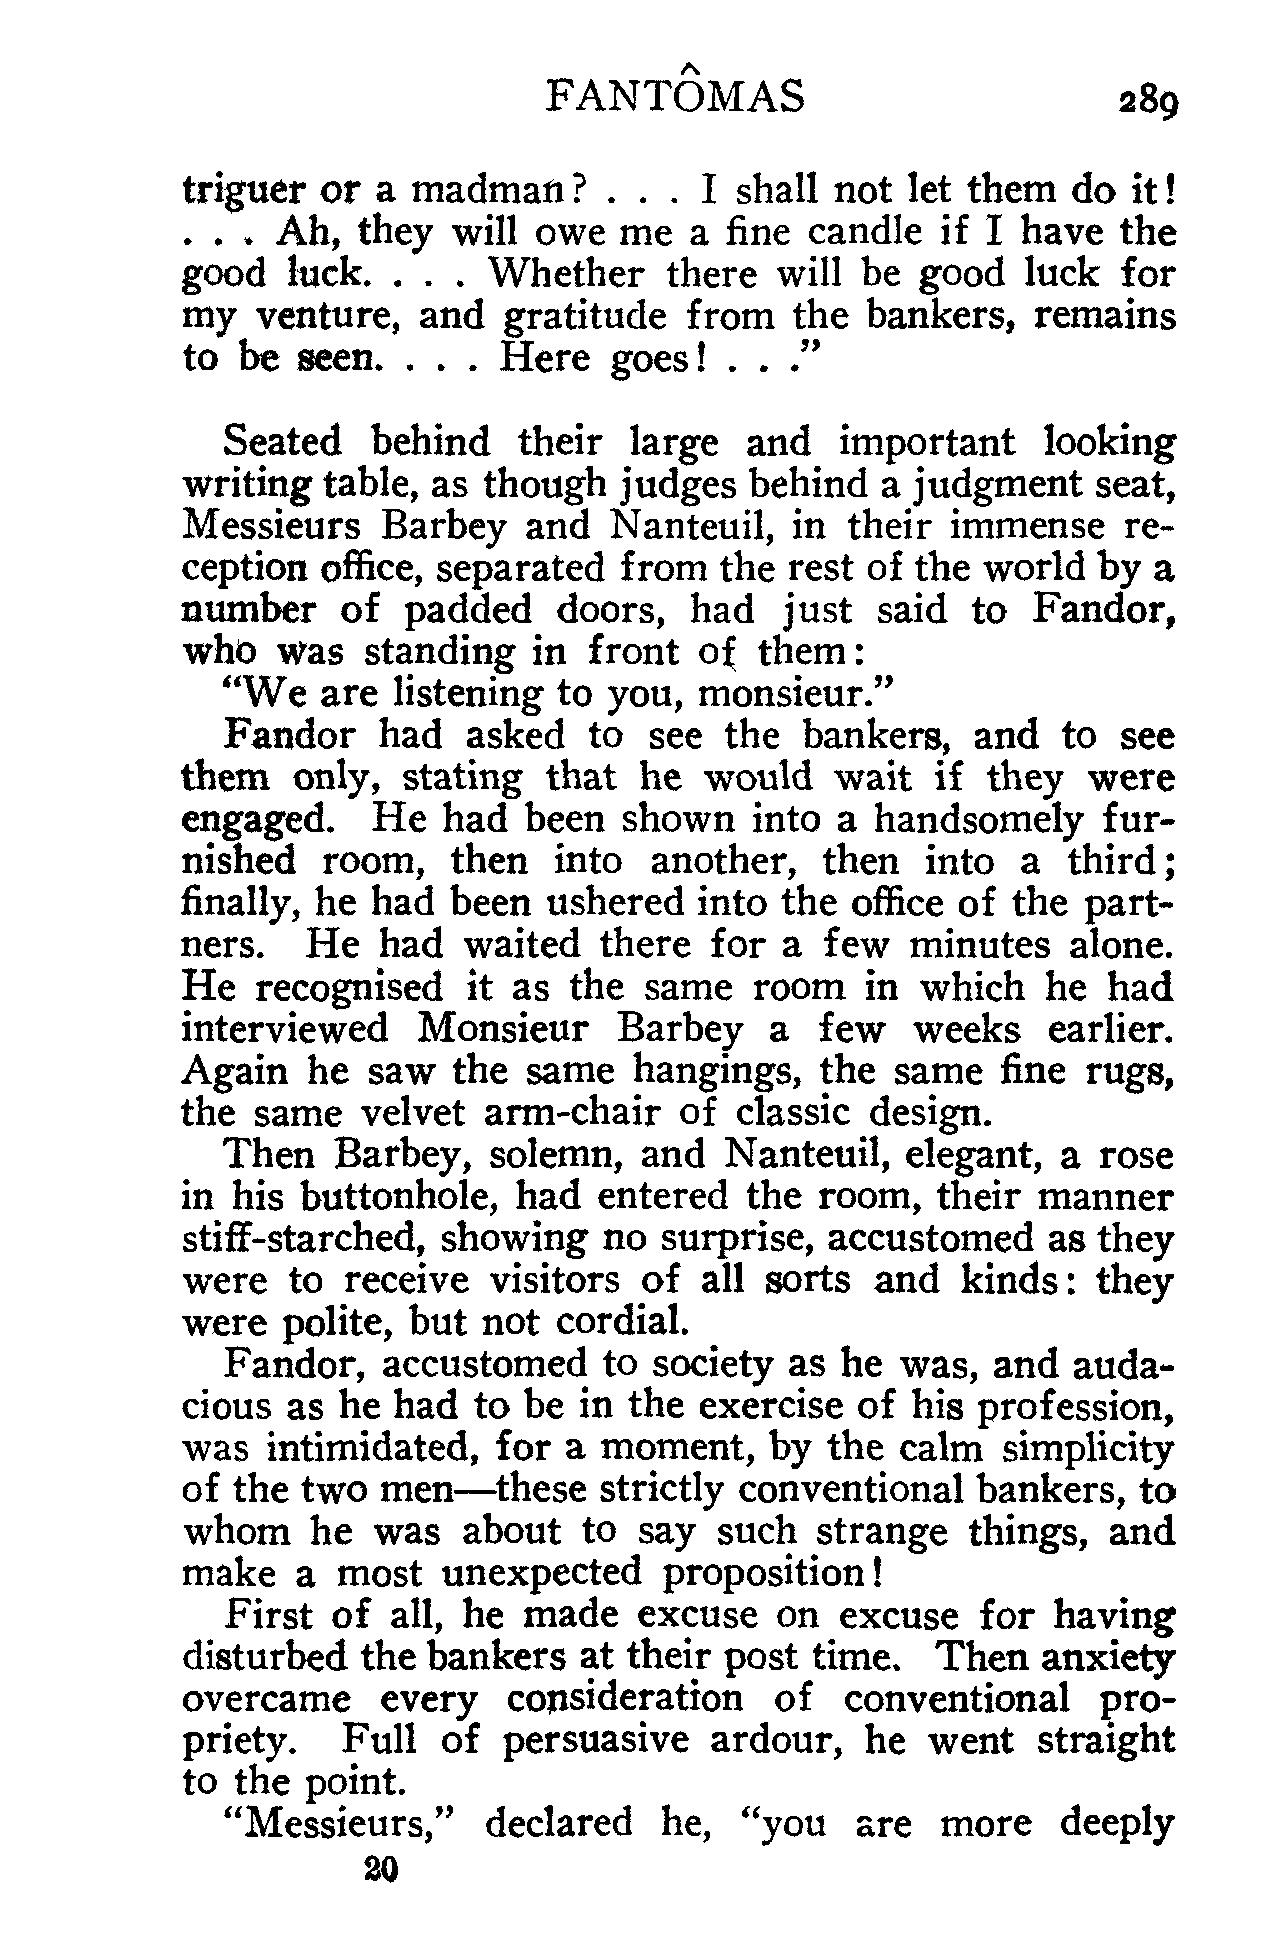 FANTÔMAS 289
triguer or a madman? . . . I shall not let them do it!
. . . Ah, they will owe me a fine candle if I have the
good luck. . . . Whether there will be good luck for
my venture, and gratitude from the bankers, remains
to be seen. . . . Here goes! . . ."
Seated behind their large and important looking
writing table, as though judges behind a judgment seat,
Messieurs Barbey and Nanteuil, in their immense re-
ception office, separated from the rest of the world by a
number of padded doors, had just said to Fandor,
who was standing in front of them:
"We are listening to you, monsieur."
Fandor had asked to see the bankers, and to see
them only, stating that he would wait if they were
engaged. He had been shown into a handsomely fur-
nished room, then into another, then into a third;
finally, he had been ushered into the office of the part-
ners. He had waited there for a few minutes alone.
He recognised it as the same room in which he had
interviewed Monsieur Barbey a few weeks earlier.
Again he saw the same hangings, the same fine rugs,
the same velvet arm-chair of classic design.
Then Barbey, solemn, and Nanteuil, elegant, a rose
in his buttonhole, had entered the room, their manner
stiff-starched, showing no surprise, accustomed as they
were to receive visitors of all sorts and kinds: they
were polite, but not cordial.
Fandor, accustomed to society as he was, and auda-
cious as he had to be in the exercise of his profession,
was intimidated, for a moment, by the calm simplicity
of the two men—these strictly conventional bankers, to
whom he was about to say such strange things, and
make a most unexpected proposition!
First of all, he made excuse on excuse for having
disturbed the bankers at their post time. Then anxiety
overcame every consideration of conventional pro-
priety. Full of persuasive ardour, he went straight
to the point.
"Messieurs," declared he, "you are more deeply
20